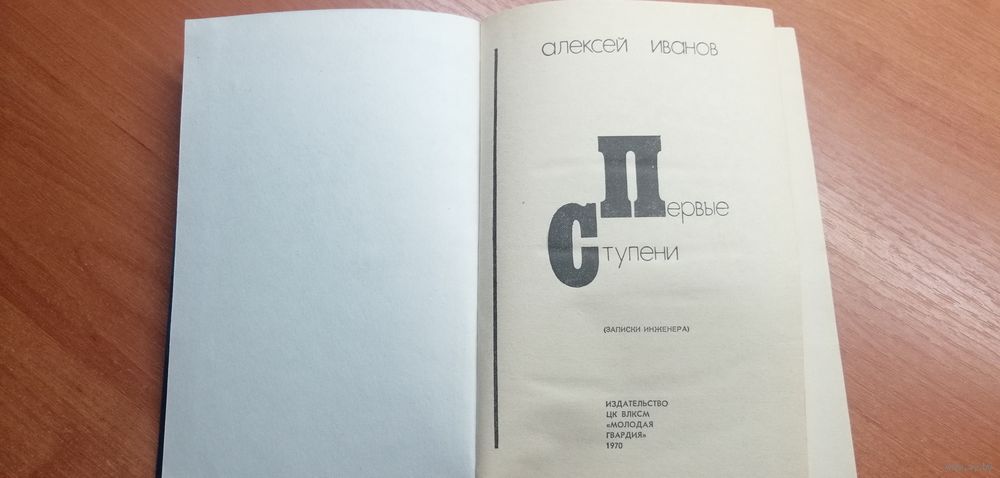 алексей иванов
Первые
Ступени
(ЗАПИСКИ ИНЖЕНЕРА)
ИЗДАТЕЛЬСТВО
ЦК ВЛКСМ
«МОЛОДАЯ
ГВАРДИЯ»
1970